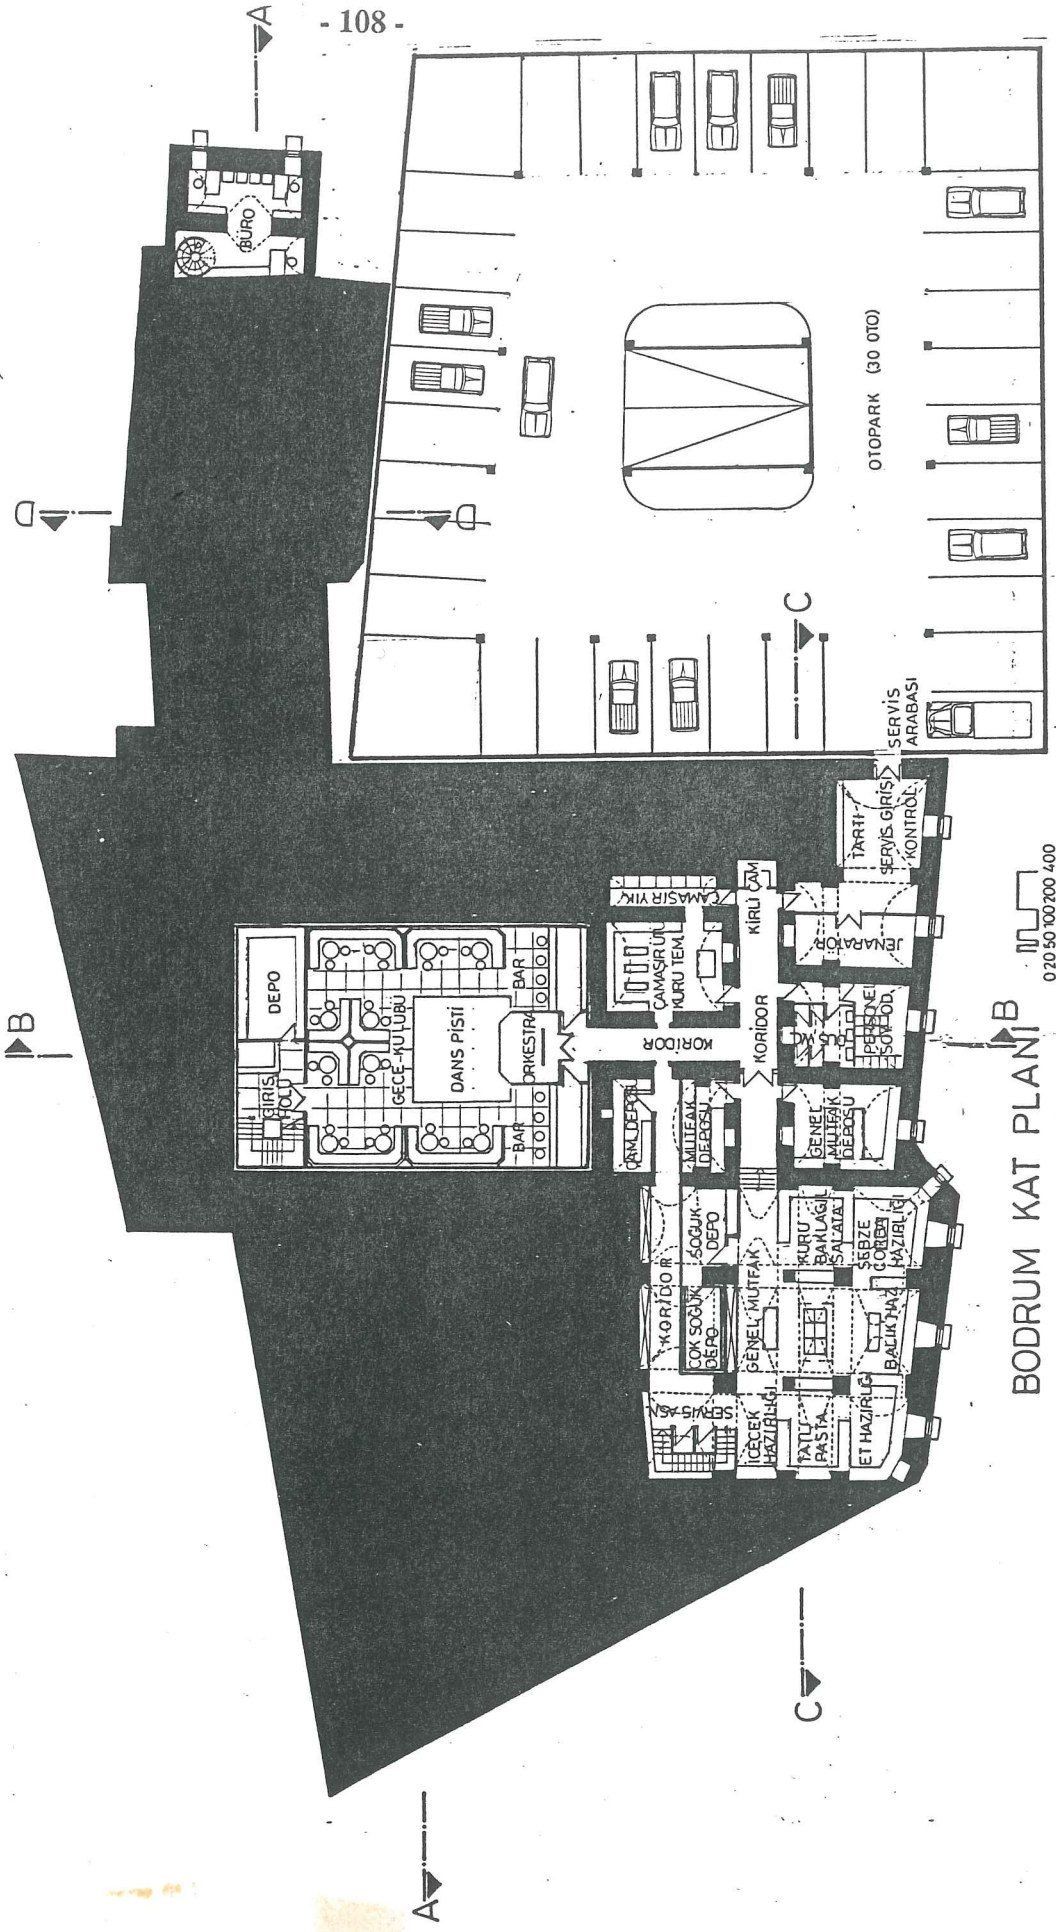 - 108 -
A
BÜRO
D
D
OTOPARK (30 OTO)
C
SERVİS
ARABASI
B
DEPO
GİRİŞ
HOLÜ
GECE KULÜBÜ
DANS PİSTİ
BAR
BAR
ORKESTRA
ÇAMAŞIR YIK.
ÇAMAŞIR ÜTÜ
KURU TEM.
KİRLİ ÇAM
TARTI
SERVİS GİRİŞİ
KONTROL
JENARATÖR
KORİDOR
KORİDOR
DUŞ WC
PERSONEL
SOY. OD.
ÇAM. DEPOSU
MUTFAK
DEPOSU
GENEL
MUTFAK
DEPOSU
KORİDOR
SOĞUK
DEPO
ÇOK SOĞUK
DEPO
GENEL MUTFAK
KURU
BAKLAGİL
SALATA
SEBZE
ÇORBA
HAZIRLIĞI
BALIK HAZ
SERVİS ASN
İÇECEK
HAZIRLIĞI
TATLI
PASTA
ET HAZIRLIĞI
A
C
B
BODRUM KAT PLANI
0 20 50 100 200 400